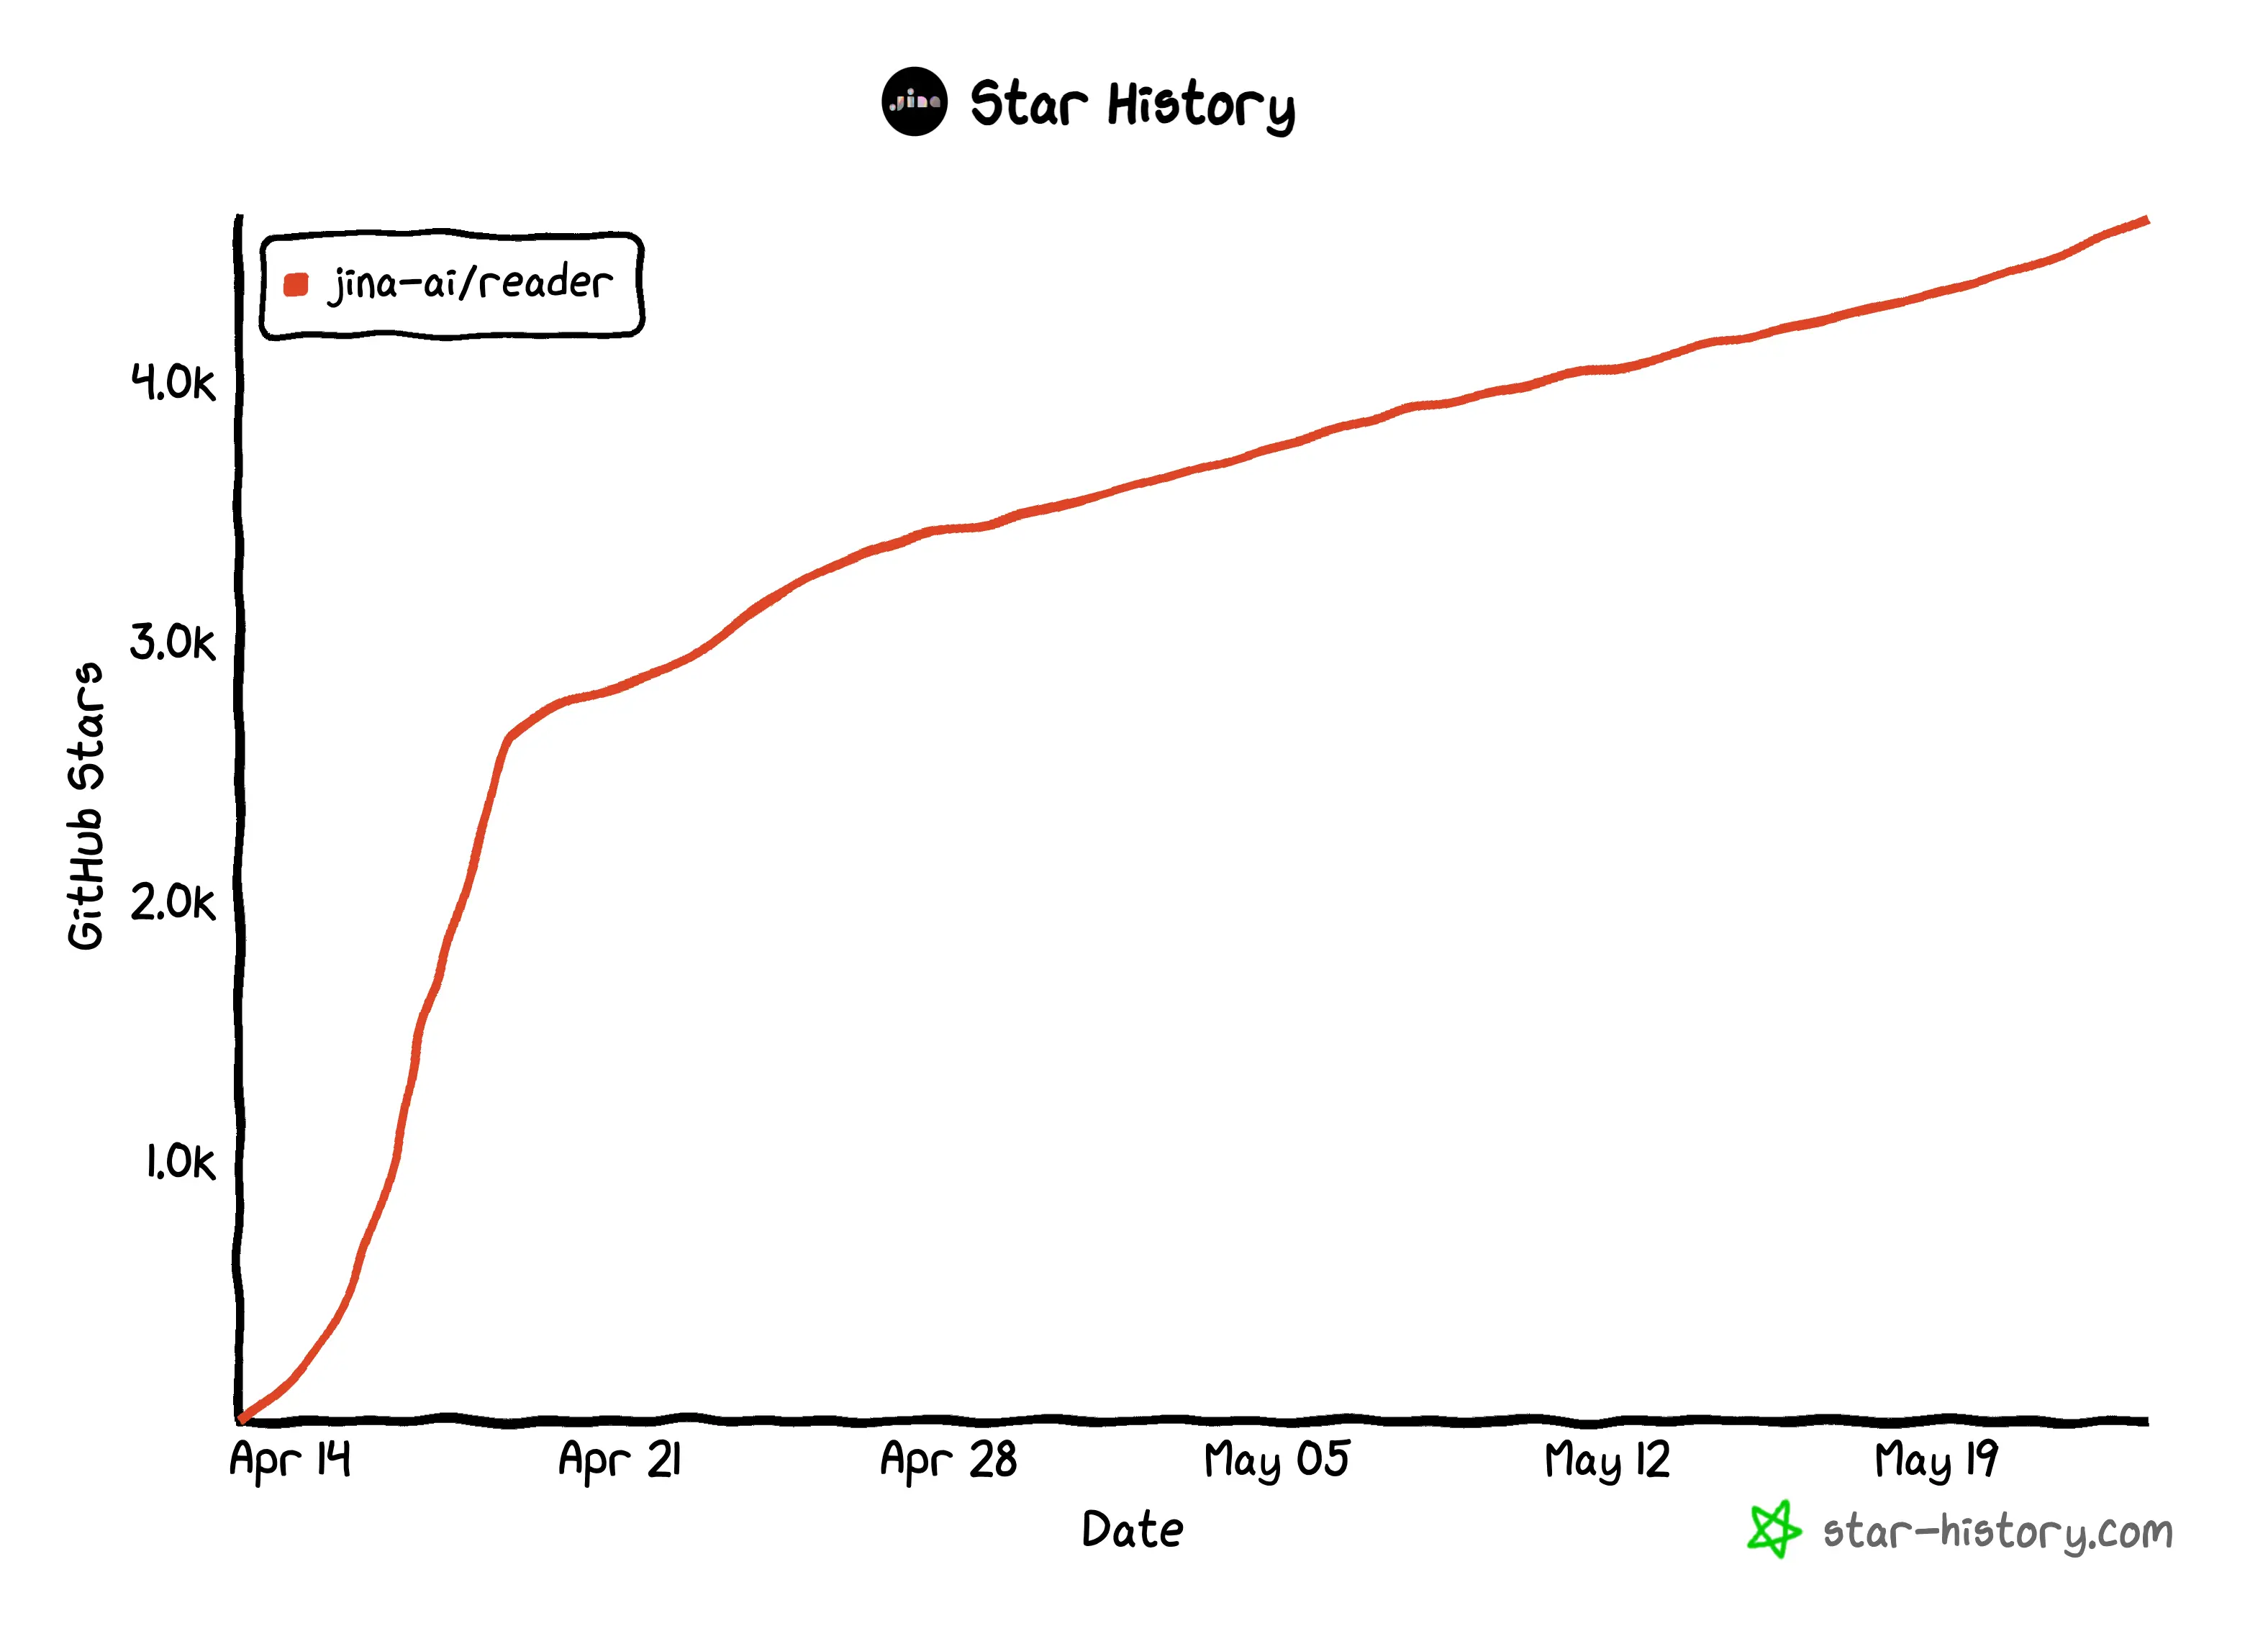 jina Star History
jina-ai/reader
4.0k
3.0k
2.0k
1.0k
GitHub Stars
Apr 14 Apr 21 Apr 28 May 05 May 12 May 19
Date
star-history.com